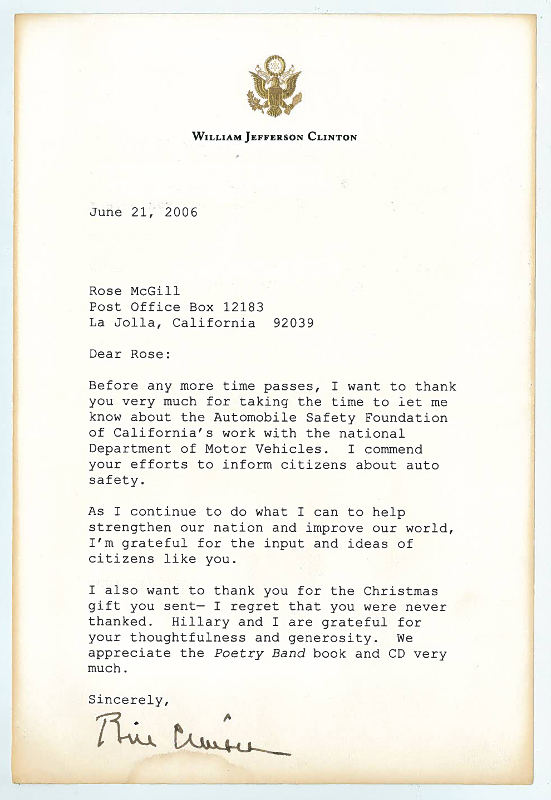 WILLIAM JEFFERSON CLINTON
June 21, 2006
Rose McGill
Post Office Box 12183
La Jolla, California  92039
Dear Rose:
Before any more time passes, I want to thank
you very much for taking the time to let me
know about the Automobile Safety Foundation
of California's work with the national
Department of Motor Vehicles.  I commend
your efforts to inform citizens about auto
safety.
As I continue to do what I can to help
strengthen our nation and improve our world,
I'm grateful for the input and ideas of
citizens like you.
I also want to thank you for the Christmas
gift you sent— I regret that you were never
thanked.  Hillary and I are grateful for
your thoughtfulness and generosity.  We
appreciate the Poetry Band book and CD very
much.
Sincerely,
Bill Clinton